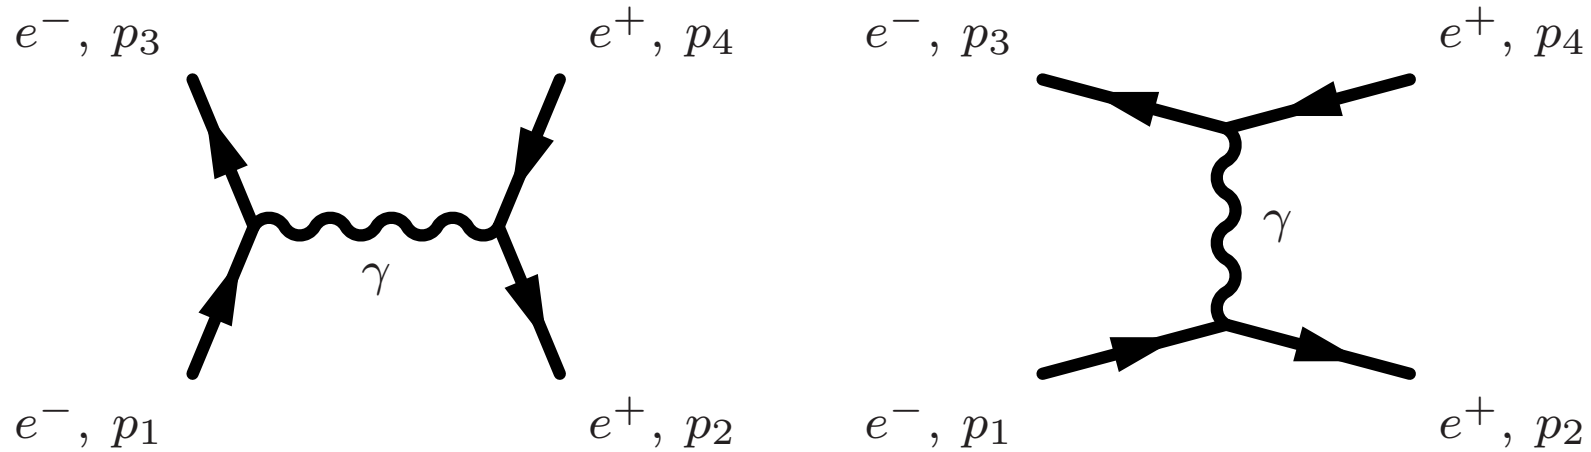 e⁻, p₃ e⁺, p₄ e⁻, p₃ e⁺, p₄
γ γ
e⁻, p₁ e⁺, p₂ e⁻, p₁ e⁺, p₂